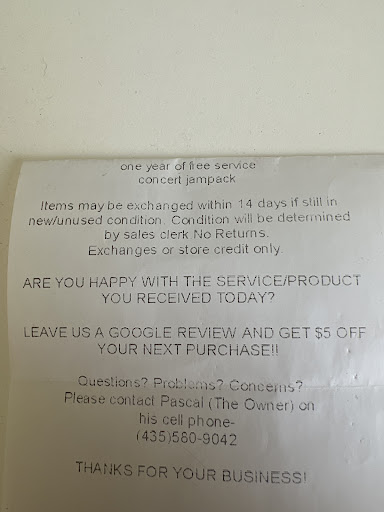 one year of free service
concert jampack
Items may be exchanged within 14 days if still in
new/unused condition. Condition will be determined
by sales clerk No Returns.
Exchanges or store credit only.
ARE YOU HAPPY WITH THE SERVICE/PRODUCT
YOU RECEIVED TODAY?
LEAVE US A GOOGLE REVIEW AND GET $5 OFF
YOUR NEXT PURCHASE!!
Questions? Problems? Concerns?
Please contact Pascal (The Owner) on
his cell phone-
(435)580-9042
THANKS FOR YOUR BUSINESS!